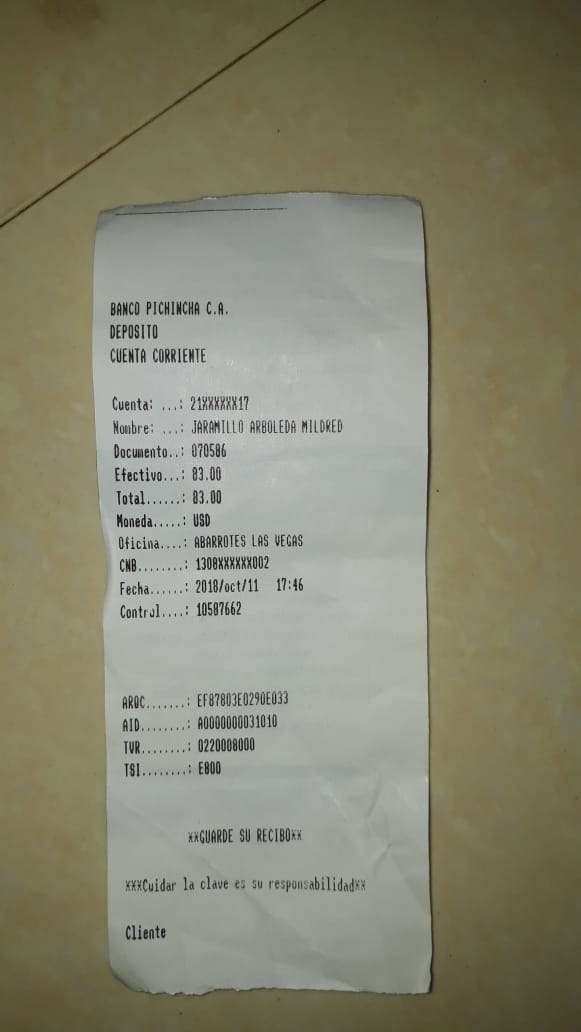 BANCO PICHINCHA C.A.
DEPOSITO
CUENTA CORRIENTE
Cuenta: ...: 21XXXXXX17
Nombre: ...: JARAMILLO ARBOLEDA MILDRED
Documento..: 070586
Efectivo...: 83.00
Total......: 83.00
Moneda.....: USD
Oficina....: ABARROTES LAS VEGAS
CNB........: 1308XXXXXX002
Fecha......: 2018/oct/11 17:46
Control....: 10587662
ARQC.......: EF87803E0290E033
AID........: A0000000031010
TVR........: 0220008000
TSI........: E800
**GUARDE SU RECIBO**
***Cuidar la clave es su responsabilidad**
Cliente